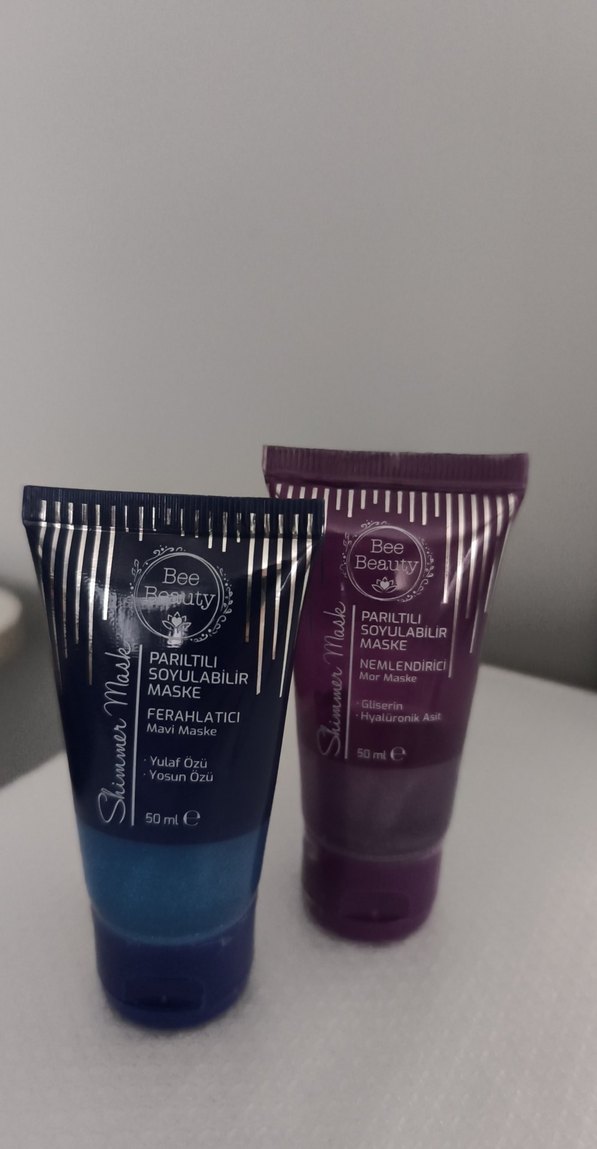 Bee
Beauty
Shimmer Mask
PARILTILI
SOYULABİLİR
MASKE
FERAHLATICI
Mavi Maske
· Yulaf Özü
· Yosun Özü
50 ml e
Bee
Beauty
Shimmer Mask
PARILTILI
SOYULABİLİR
MASKE
NEMLENDİRİCİ
Mor Maske
· Gliserin
· Hyalüronik Asit
50 ml e